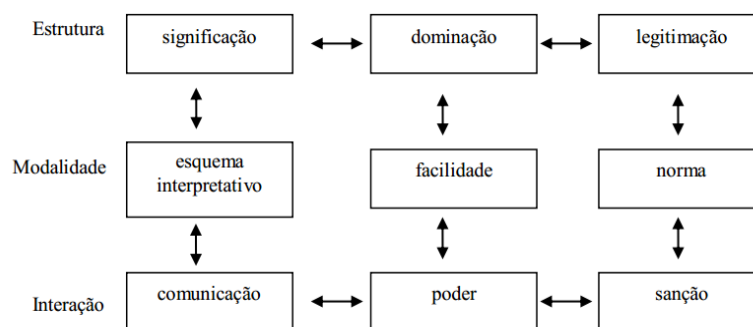 Estrutura
significação
dominação
legitimação
Modalidade
esquema
interpretativo
facilidade
norma
Interação
comunicação
poder
sanção